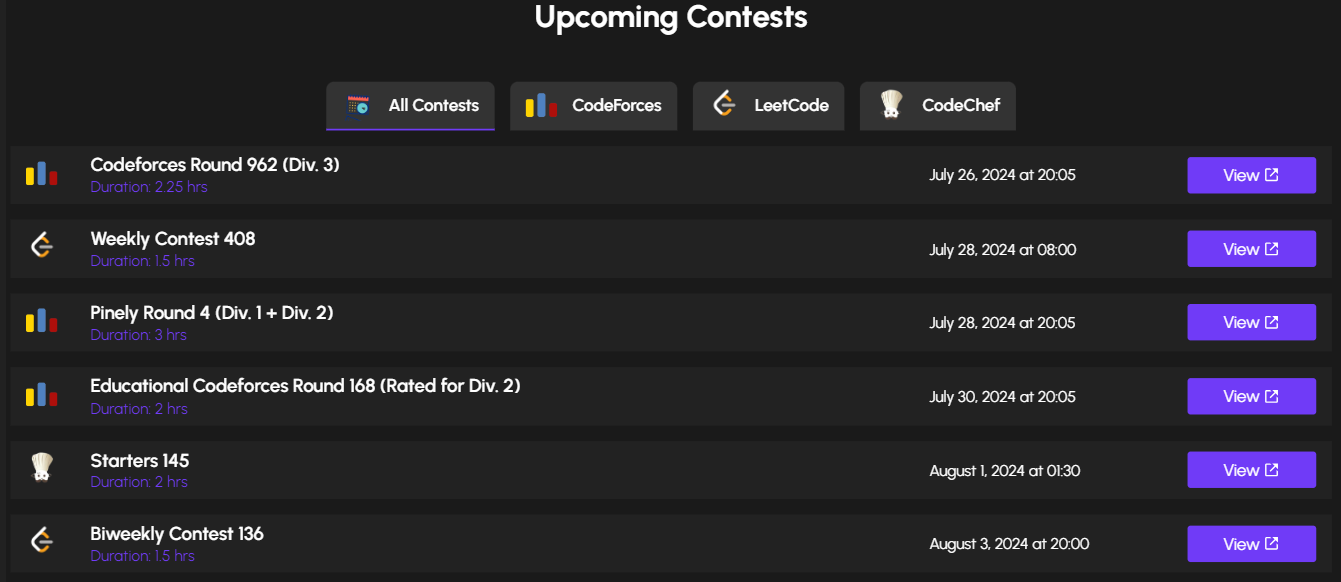 Upcoming Contests
All Contests
CodeForces
LeetCode
CodeChef
Codeforces Round 962 (Div. 3)
Duration: 2.25 hrs
July 26, 2024 at 20:05
View
Weekly Contest 408
Duration: 1.5 hrs
July 28, 2024 at 08:00
View
Pinely Round 4 (Div. 1 + Div. 2)
Duration: 3 hrs
July 28, 2024 at 20:05
View
Educational Codeforces Round 168 (Rated for Div. 2)
Duration: 2 hrs
July 30, 2024 at 20:05
View
Starters 145
Duration: 2 hrs
August 1, 2024 at 01:30
View
Biweekly Contest 136
Duration: 1.5 hrs
August 3, 2024 at 20:00
View